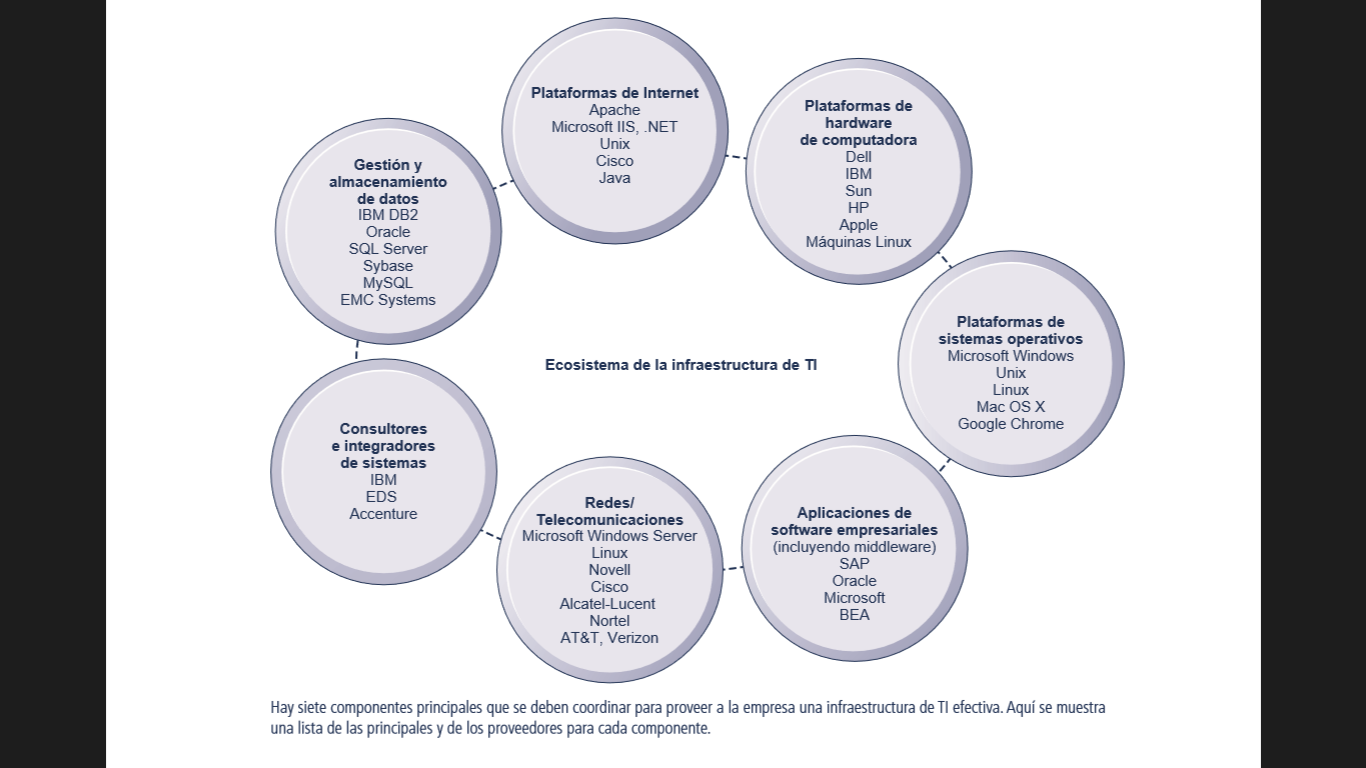 Plataformas de Internet
Apache
Microsoft IIS, .NET
Unix
Cisco
Java
Plataformas de
hardware
de computadora
Dell
IBM
Sun
HP
Apple
Máquinas Linux
Gestión y
almacenamiento
de datos
IBM DB2
Oracle
SQL Server
Sybase
MySQL
EMC Systems
Plataformas de
sistemas operativos
Microsoft Windows
Unix
Linux
Mac OS X
Google Chrome
Ecosistema de la infraestructura de TI
Consultores
e integradores
de sistemas
IBM
EDS
Accenture
Redes/
Telecomunicaciones
Microsoft Windows Server
Linux
Novell
Cisco
Alcatel-Lucent
Nortel
AT&T, Verizon
Aplicaciones de
software empresariales
(incluyendo middleware)
SAP
Oracle
Microsoft
BEA
Hay siete componentes principales que se deben coordinar para proveer a la empresa una infraestructura de TI efectiva. Aquí se muestra
una lista de las principales y de los proveedores para cada componente.